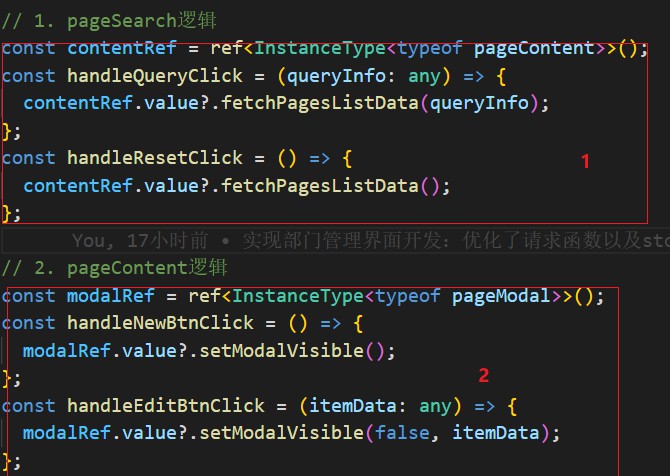 // 1. pageSearch逻辑
const contentRef = ref<InstanceType<typeof pageContent>>();
const handleQueryClick = (queryInfo: any) => {
  contentRef.value?.fetchPagesListData(queryInfo);
};
const handleResetClick = () => {
  contentRef.value?.fetchPagesListData();
};
1
You, 17小时前 • 实现部门管理界面开发: 优化了请求函数以及sto
// 2. pageContent逻辑
const modalRef = ref<InstanceType<typeof pageModal>>();
const handleNewBtnClick = () => {
  modalRef.value?.setModalVisible();
};
2
const handleEditBtnClick = (itemData: any) => {
  modalRef.value?.setModalVisible(false, itemData);
};